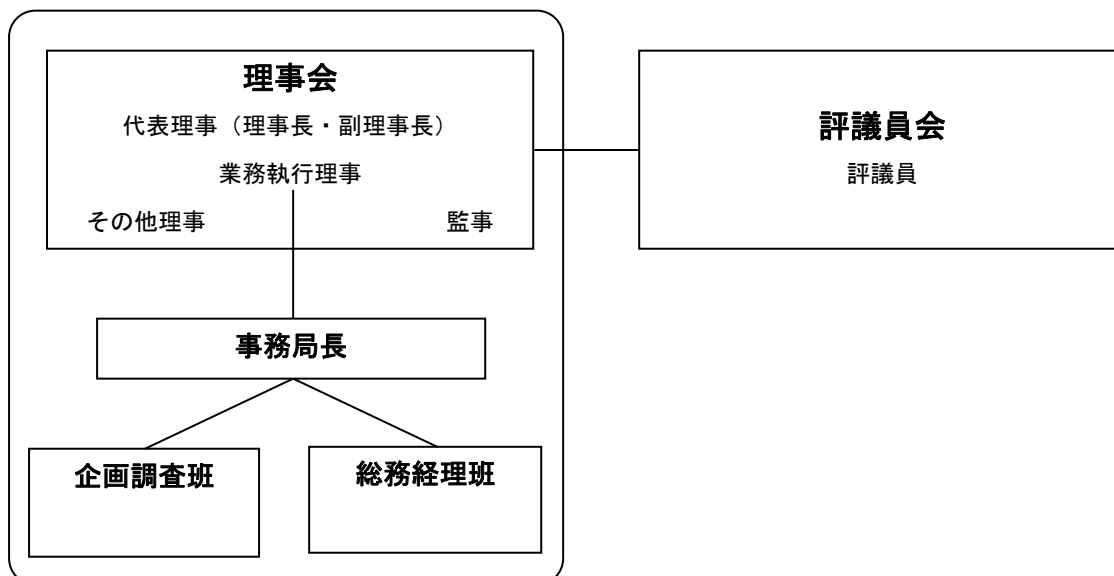 理事会
代表理事（理事長・副理事長）
業務執行理事
その他理事
監事
評議員会
評議員
事務局長
企画調査班
総務経理班